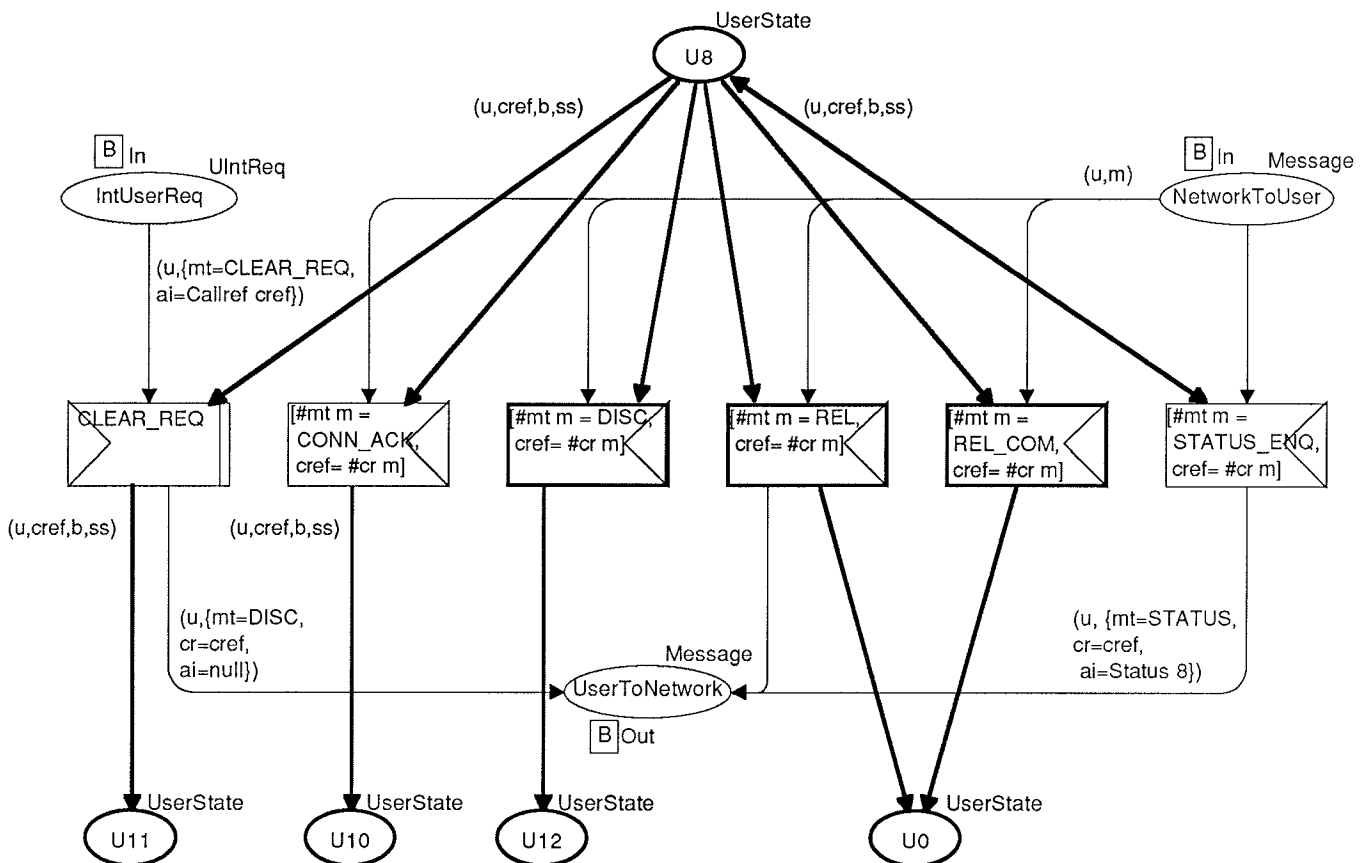 UserState
U8
(u,cref,b,ss)
(u,cref,b,ss)
B In
UIntReq
IntUserReq
B In
Message
NetworkToUser
(u,m)
(u,{mt=CLEAR_REQ,
ai=Callref cref})
CLEAR_REQ
[#mt m =
CONN_ACK,
cref= #cr m]
[#mt m = DISC,
cref= #cr m]
[#mt m = REL,
cref= #cr m]
[#mt m =
REL_COM,
cref= #cr m]
[#mt m =
STATUS_ENQ,
cref= #cr m]
(u,cref,b,ss)
(u,cref,b,ss)
(u,{mt=DISC,
cr=cref,
ai=null})
(u, {mt=STATUS,
cr=cref,
ai=Status 8})
Message
UserToNetwork
B Out
UserState
U11
UserState
U10
UserState
U12
UserState
U0